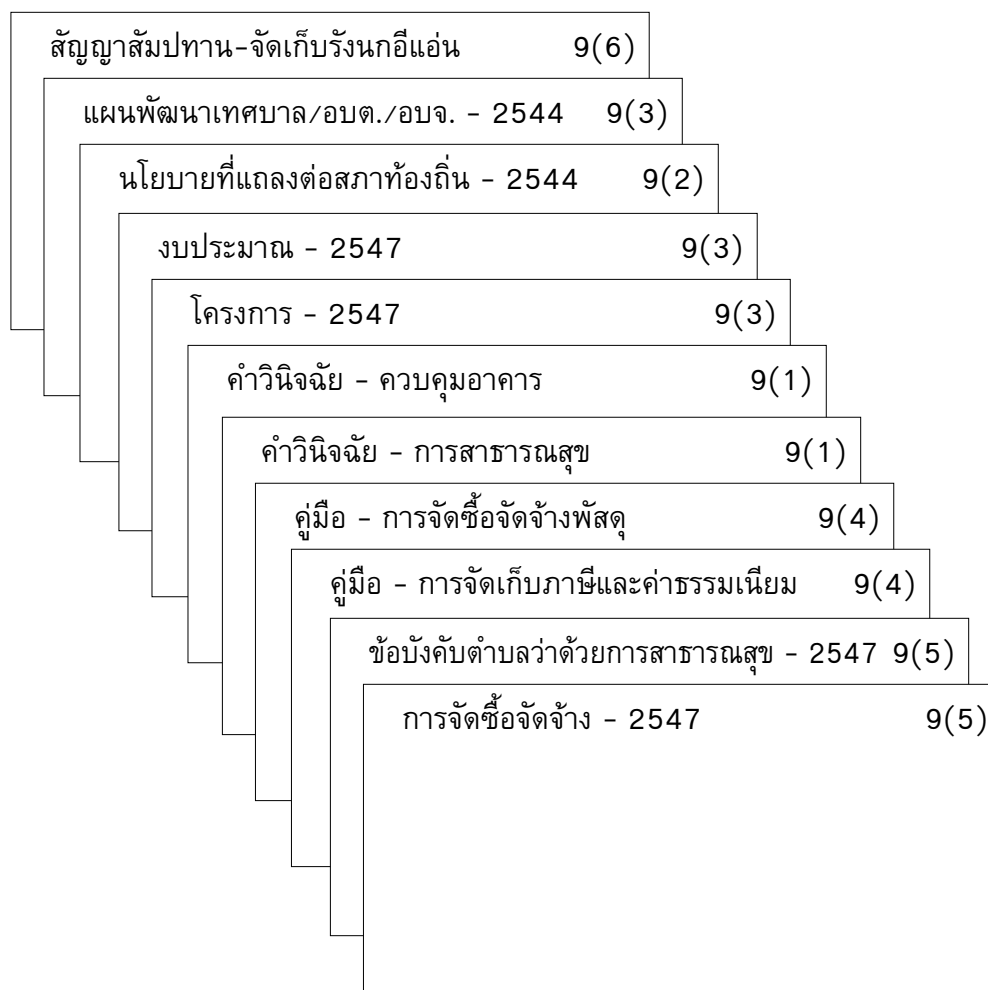 สัญญาสัมปทาน-จัดเก็บรังนกอีแอ่น 9(6)
แผนพัฒนาเทศบาล/อบต./อบจ. - 2544 9(3)
นโยบายที่แถลงต่อสภาท้องถิ่น - 2544 9(2)
งบประมาณ - 2547 9(3)
โครงการ - 2547 9(3)
คำวินิจฉัย - ควบคุมอาคาร 9(1)
คำวินิจฉัย - การสาธารณสุข 9(1)
คู่มือ - การจัดซื้อจัดจ้างพัสดุ 9(4)
คู่มือ - การจัดเก็บภาษีและค่าธรรมเนียม 9(4)
ข้อบังคับตำบลว่าด้วยการสาธารณสุข - 2547 9(5)
การจัดซื้อจัดจ้าง - 2547 9(5)